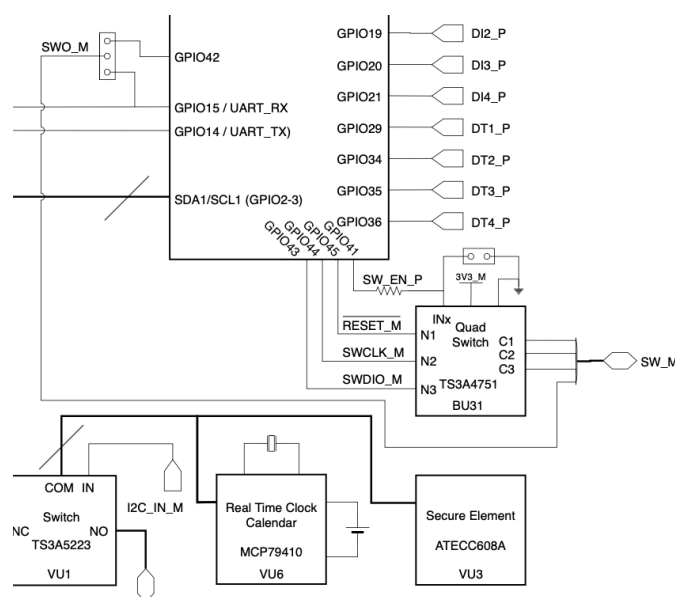 GPIO19
DI2_P
SWO_M
GPIO42
GPIO20
DI3_P
GPIO21
DI4_P
GPIO15 / UART_RX
GPIO14 / UART_TX)
GPIO29
DT1_P
GPIO34
DT2_P
SDA1/SCL1 (GPIO2-3)
GPIO35
DT3_P
GPIO36
DT4_P
GPIO43
GPIO44
GPIO45
GPIO41
SW_EN_P
3V3_M
RESET_M
SWCLK_M
SWDIO_M
INx
Quad
Switch
N1
N2
N3
C1
C2
C3
TS3A4751
BU31
SW_M
COM IN
I2C_IN_M
Switch
NC
NO
TS3A5223
VU1
Real Time Clock
Calendar
MCP79410
VU6
Secure Element
ATECC608A
VU3